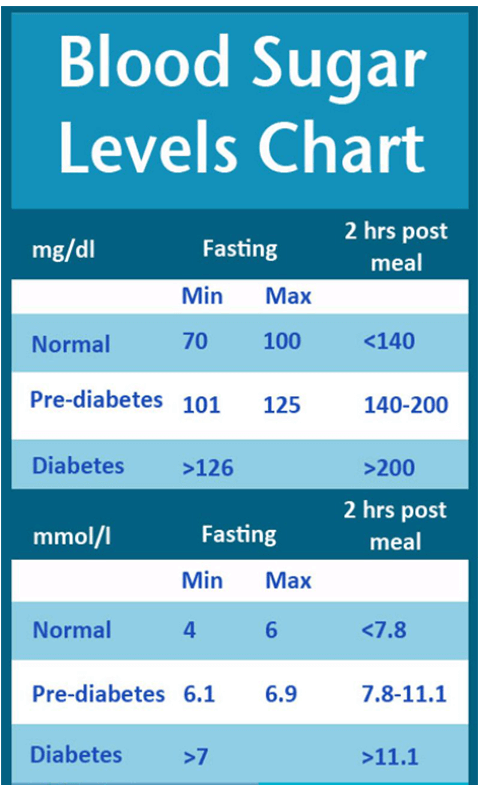 Blood Sugar
Levels Chart
mg/dl Fasting 2 hrs post meal
Min Max
Normal 70 100 <140
Pre-diabetes 101 125 140-200
Diabetes >126 >200
mmol/l Fasting 2 hrs post meal
Min Max
Normal 4 6 <7.8
Pre-diabetes 6.1 6.9 7.8-11.1
Diabetes >7 >11.1